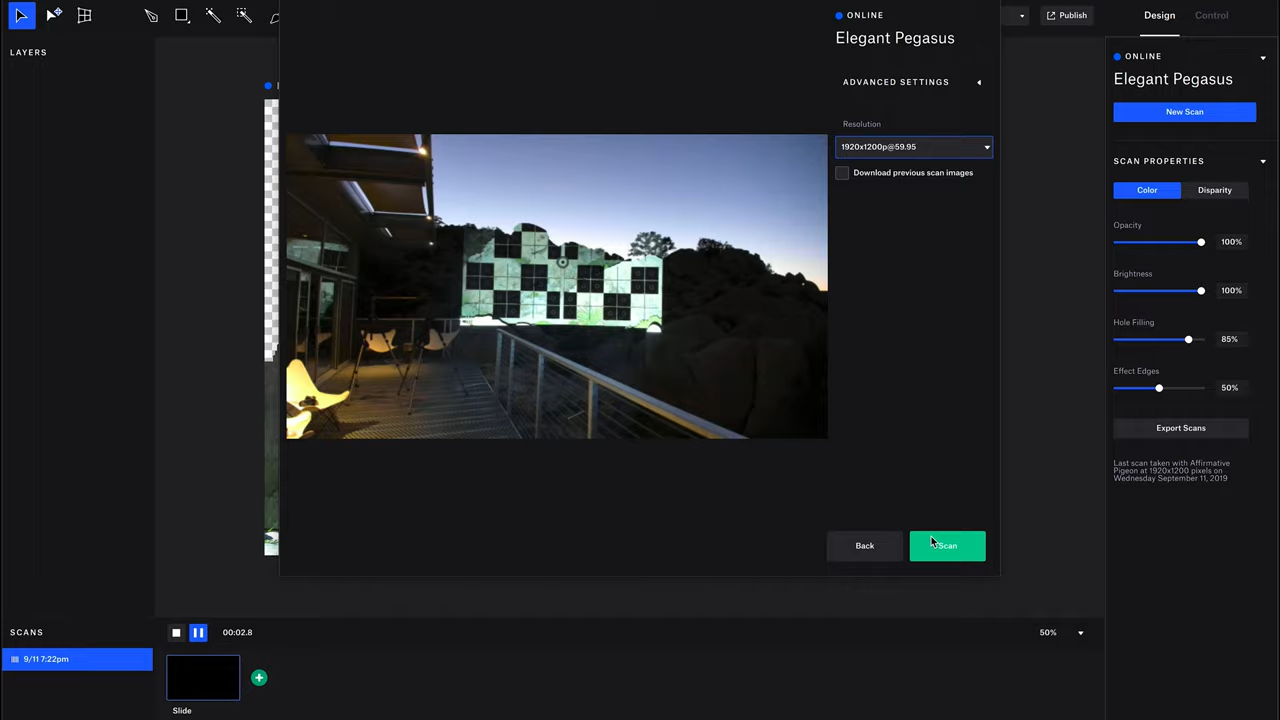 Publish
Design
Control
LAYERS
ONLINE
Elegant Pegasus
ADVANCED SETTINGS
Resolution
1920x1200p@59.95
Download previous scan images
Back
Scan
ONLINE
Elegant Pegasus
New Scan
SCAN PROPERTIES
Color
Disparity
Opacity
100%
Brightness
100%
Hole Filling
85%
Effect Edges
50%
Export Scans
Last scan taken with Affirmative
Pigeon at 1920x1200 pixels on
Wednesday September 11, 2019
SCANS
00:02.8
50%
9/11 7:22pm
Slide